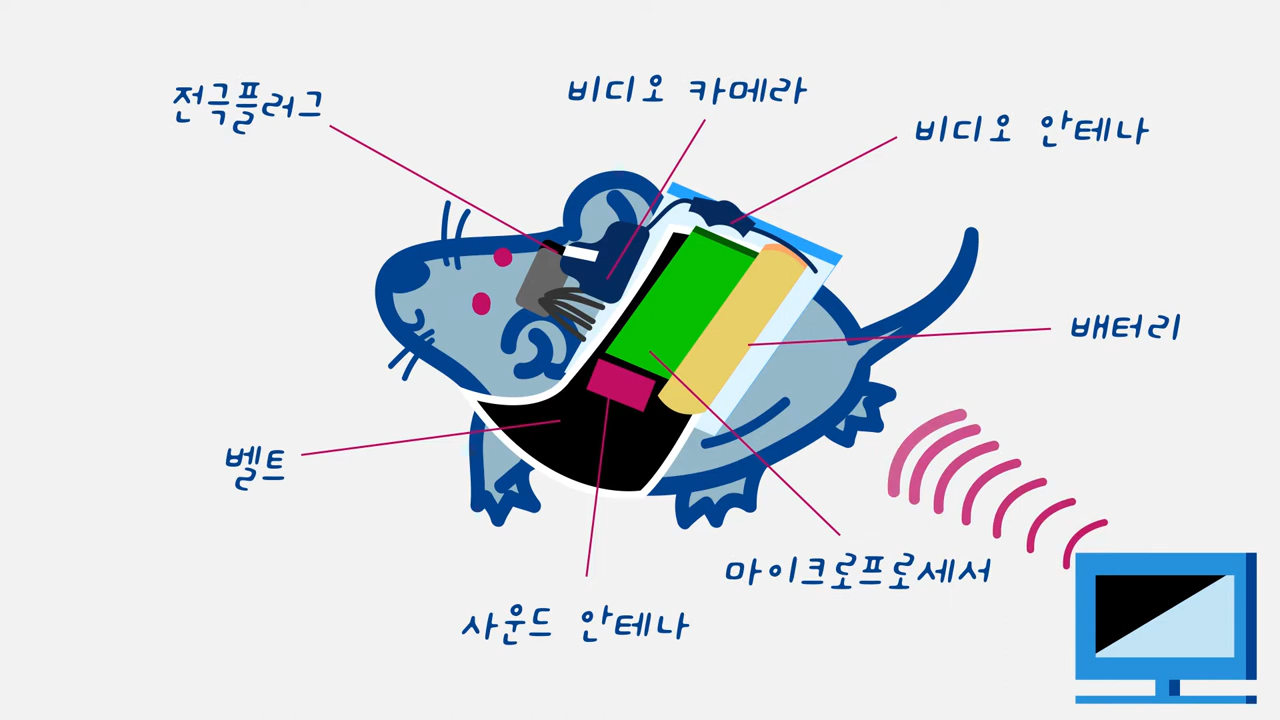 전극플러그
비디오 카메라
비디오 안테나
배터리
벨트
마이크로프로세서
사운드 안테나